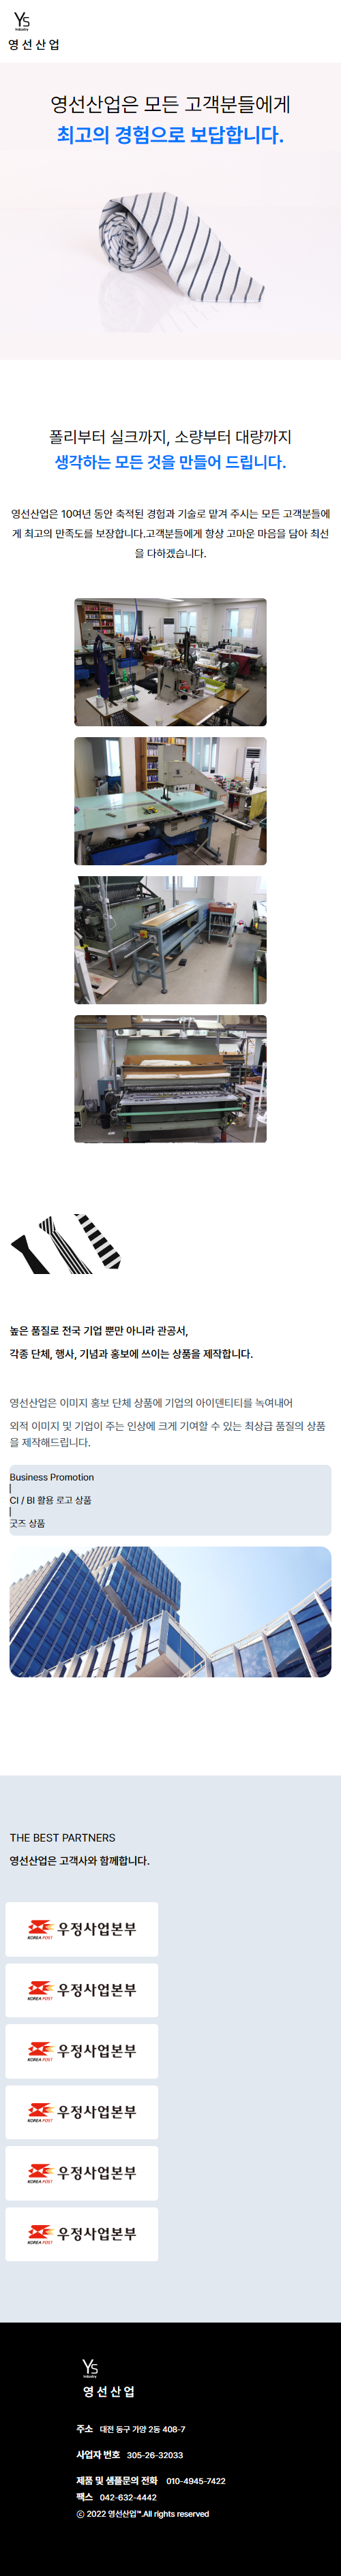 YS
Industry
영선산업
영선산업은 모든 고객분들에게
최고의 경험으로 보답합니다.
폴리부터 실크까지, 소량부터 대량까지
생각하는 모든 것을 만들어 드립니다.
영선산업은 10여년 동안 축적된 경험과 기술로 맡겨 주시는 모든 고객분들에
게 최고의 만족도를 보장합니다.고객분들에게 항상 고마운 마음을 담아 최선
을 다하겠습니다.
높은 품질로 전국 기업 뿐만 아니라 관공서,
각종 단체, 행사, 기념과 홍보에 쓰이는 상품을 제작합니다.
영선산업은 이미지 홍보 단체 상품에 기업의 아이덴티티를 녹여내어
외적 이미지 및 기업이 주는 인상에 크게 기여할 수 있는 최상급 품질의 상품
을 제작해드립니다.
Business Promotion
|
CI / BI 활용 로고 상품
|
굿즈 상품
THE BEST PARTNERS
영선산업은 고객사와 함께합니다.
KOREA POST 우정사업본부
KOREA POST 우정사업본부
KOREA POST 우정사업본부
KOREA POST 우정사업본부
KOREA POST 우정사업본부
KOREA POST 우정사업본부
YS
Industry
영선산업
주소 대전 동구 가양 2동 408-7
사업자 번호 305-26-32033
제품 및 샘플문의 전화 010-4945-7422
팩스 042-632-4442
ⓒ 2022 영선산업™.All rights reserved